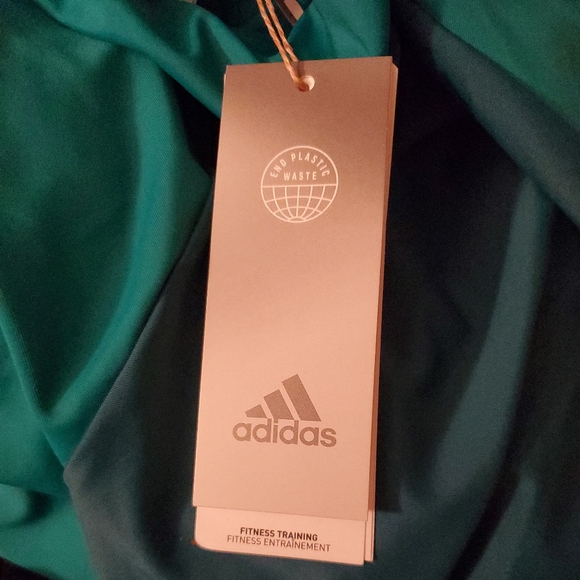 END PLASTIC
WASTE
adidas
FITNESS TRAINING
FITNESS ENTRAÎNEMENT